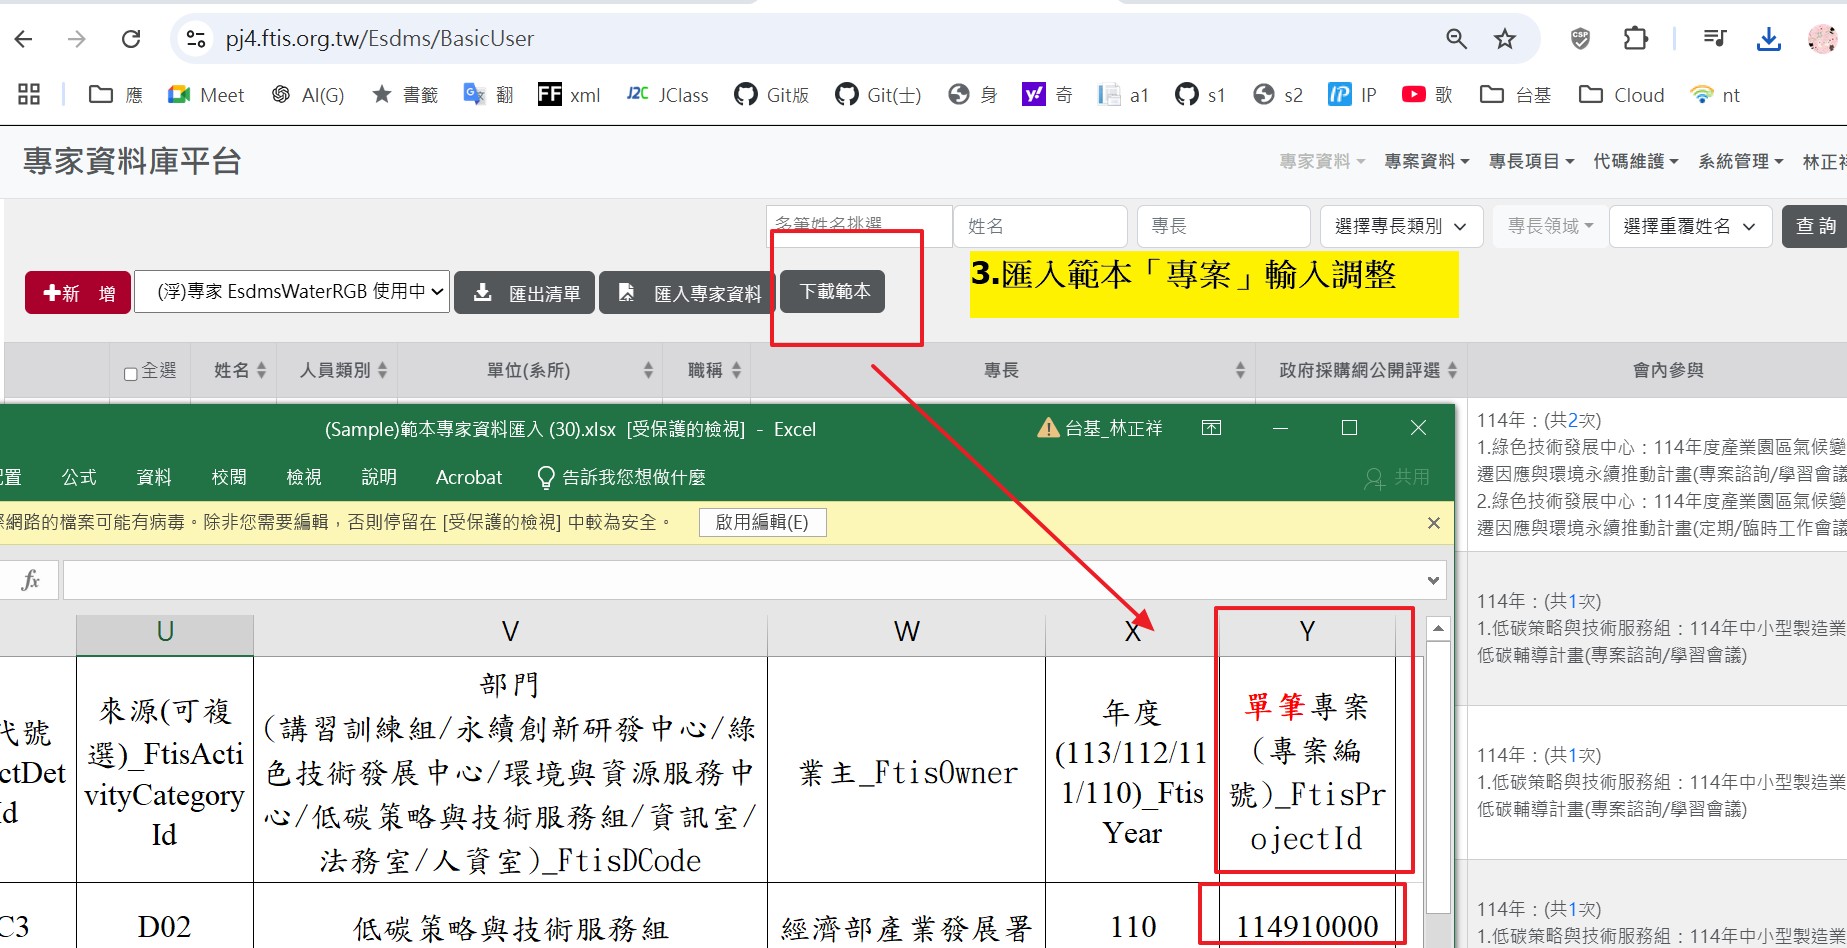 pj4.ftis.org.tw/Esdms/BasicUser
應 Meet AI(G) 書籤 翻 FF xml J2C JClass Git版 Git(士) 身 y! 奇 a1 s1 s2 IP IP 歌 台基 Cloud nt
專家資料庫平台
專家資料 專案資料 專長項目 代碼維護 系統管理 林正祥
多筆姓名挑選 姓名 專長 選擇專長類別 專長領域 選擇重覆姓名 查詢
3.匯入範本「專案」輸入調整
新 增 (浮)專家 EsdmsWaterRGB 使用中 匯出清單 匯入專家資料 下載範本
全選 姓名 人員類別 單位(系所) 職稱 專長 政府採購網公開評選 會內參與
114年：(共2次)
1.綠色技術發展中心：114年度產業園區氣候變
遷因應與環境永續推動計畫(專案諮詢/學習會議
2.綠色技術發展中心：114年度產業園區氣候變
遷因應與環境永續推動計畫(定期/臨時工作會議
114年：(共1次)
1.低碳策略與技術服務組：114年中小型製造業
低碳輔導計畫(專案諮詢/學習會議)
114年：(共1次)
1.低碳策略與技術服務組：114年中小型製造業
低碳輔導計畫(專案諮詢/學習會議)
114年：(共1次)
1.低碳策略與技術服務組：114年中小型製造業
(Sample)範本專家資料匯入 (30).xlsx [受保護的檢視] - Excel 台基_林正祥
配置 公式 資料 校閱 檢視 說明 Acrobat 告訴我您想做什麼 共用
際網路的檔案可能有病毒。除非您需要編輯，否則停留在 [受保護的檢視] 中較為安全。 啟用編輯(E)
fx
U V W X Y
代號
ctDet
Id
來源(可複
選)_FtisActi
vityCategory
Id
部門
(講習訓練組/永續創新研發中心/綠
色技術發展中心/環境與資源服務中
心/低碳策略與技術服務組/資訊室/
法務室/人資室)_FtisDCode
業主_FtisOwner
年度
(113/112/11
1/110)_Ftis
Year
單筆專案
(專案編
號)_FtisPr
ojectId
C3 D02 低碳策略與技術服務組 經濟部產業發展署 110 114910000